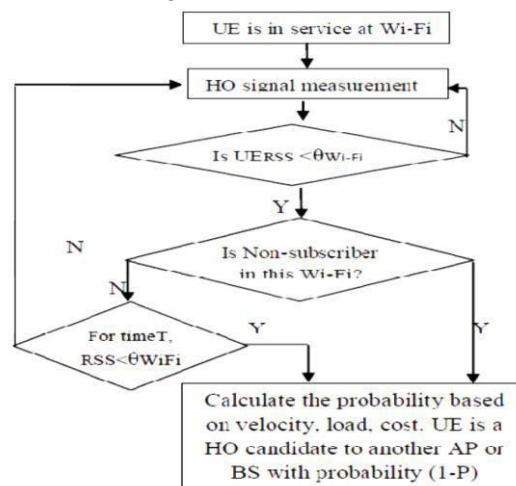 UE is in service at Wi-Fi
HO signal measurement
N
Is UERSS <θWi-Fi
Y
N
Is Non-subscriber
in this Wi-Fi?
N
For timeT,
RSS<θWiFi
Y
Y
Calculate the probability based
on velocity, load, cost. UE is a
HO candidate to another AP or
BS with probability (1-P)